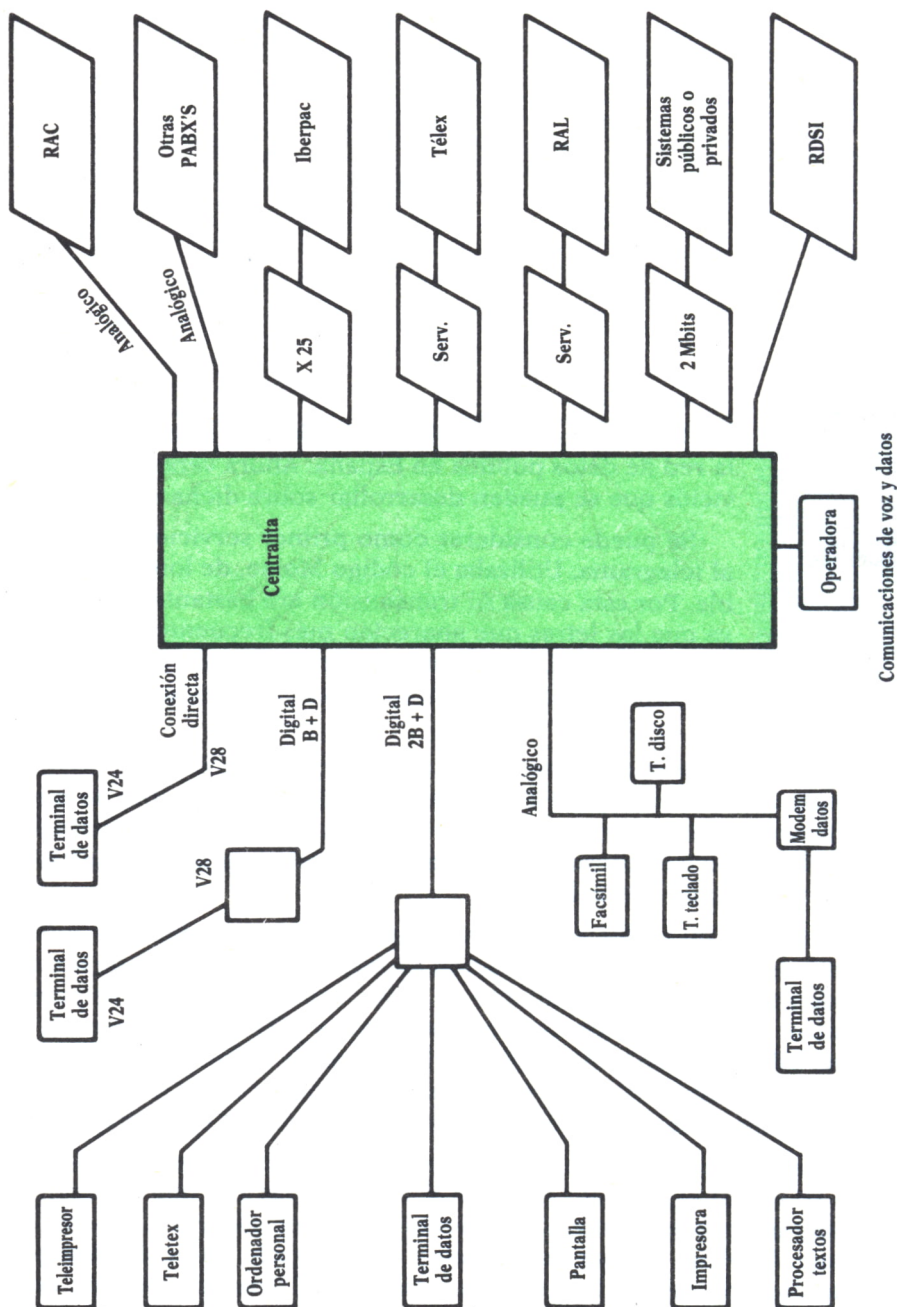 RAC
Otras
PABX'S
Iberpac
Télex
RAL
Sistemas
públicos o
privados
RDSI
Analógico
Analógico
X 25
Serv.
Serv.
2 Mbits
Centralita
Operadora
Conexión
directa
V28
V24
Terminal
de datos
Digital
B + D
V28
V24
Terminal
de datos
Digital
2B + D
Analógico
T. disco
Facsímil
T. teclado
Modem
datos
Terminal
de datos
Teleimpresor
Teletex
Ordenador
personal
Terminal
de datos
Pantalla
Impresora
Procesador
textos
Comunicaciones de voz y datos